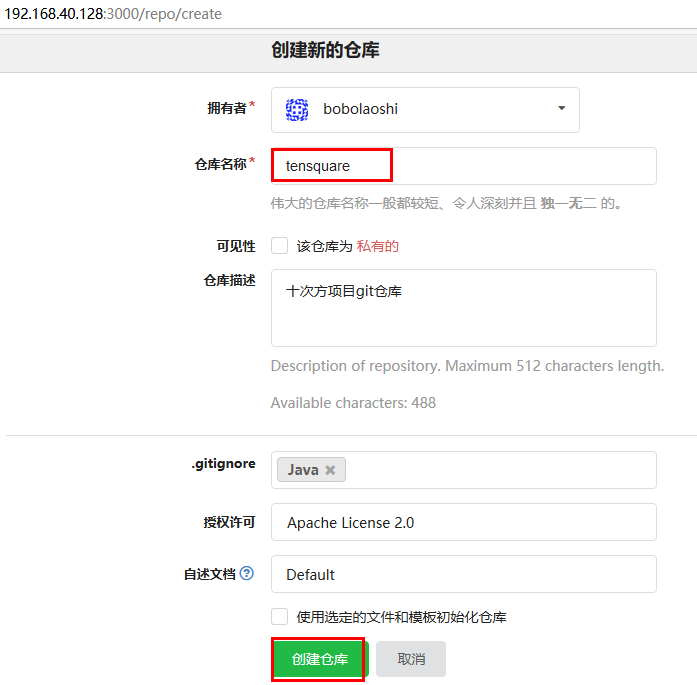 192.168.40.128:3000/repo/create
创建新的仓库
拥有者* bobolaoshi
仓库名称* tensquare
伟大的仓库名称一般都较短、令人深刻并且 独一无二 的。
可见性 该仓库为 私有的
仓库描述 十次方项目git仓库
Description of repository. Maximum 512 characters length.
Available characters: 488
.gitignore Java ✖
授权许可 Apache License 2.0
自述文档 ? Default
使用选定的文件和模板初始化仓库
创建仓库 取消